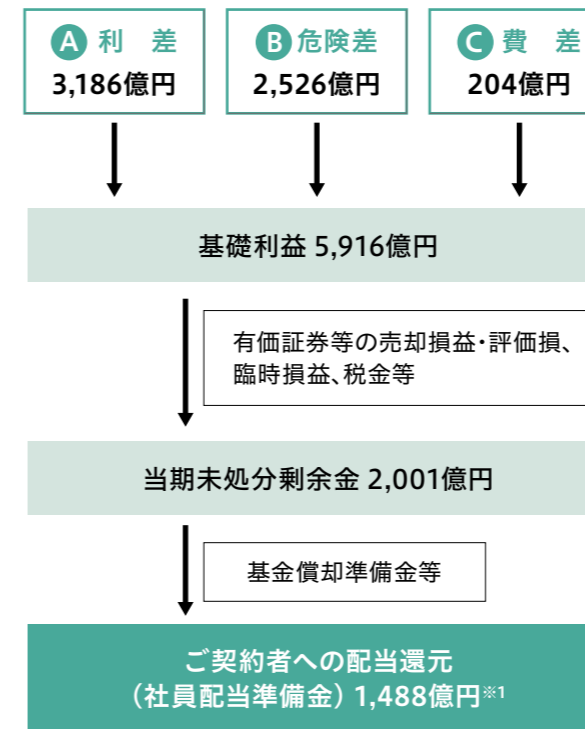 A 利 差
3,186億円
B 危険差
2,526億円
C 費 差
204億円
基礎利益 5,916億円
有価証券等の売却損益・評価損、
臨時損益、税金等
当期未処分剰余金 2,001億円
基金償却準備金等
ご契約者への配当還元
（社員配当準備金）1,488億円※1